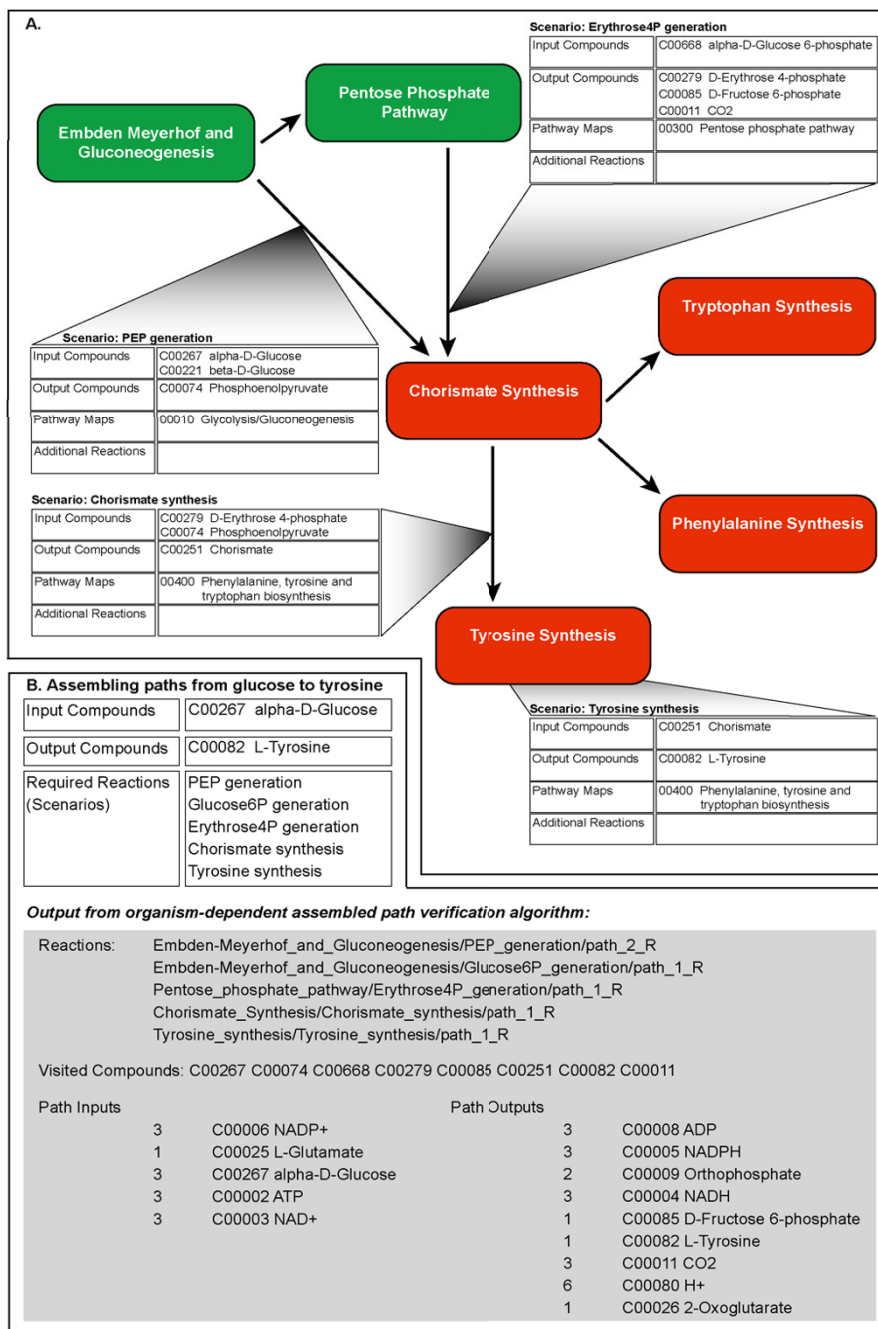 A.
Scenario: Erythrose4P generation
Input Compounds C00668 alpha-D-Glucose 6-phosphate
Output Compounds C00279 D-Erythrose 4-phosphate
C00085 D-Fructose 6-phosphate
C00011 CO2
Pathway Maps 00300 Pentose phosphate pathway
Additional Reactions
Pentose Phosphate
Pathway
Embden Meyerhof and
Gluconeogenesis
Tryptophan Synthesis
Scenario: PEP generation
Input Compounds C00267 alpha-D-Glucose
C00221 beta-D-Glucose
Output Compounds C00074 Phosphoenolpyruvate
Pathway Maps 00010 Glycolysis/Gluconeogenesis
Additional Reactions
Chorismate Synthesis
Scenario: Chorismate synthesis
Input Compounds C00279 D-Erythrose 4-phosphate
C00074 Phosphoenolpyruvate
Output Compounds C00251 Chorismate
Pathway Maps 00400 Phenylalanine, tyrosine and
tryptophan biosynthesis
Additional Reactions
Phenylalanine Synthesis
Tyrosine Synthesis
Scenario: Tyrosine synthesis
Input Compounds C00251 Chorismate
Output Compounds C00082 L-Tyrosine
Pathway Maps 00400 Phenylalanine, tyrosine and
tryptophan biosynthesis
Additional Reactions
B. Assembling paths from glucose to tyrosine
Input Compounds C00267 alpha-D-Glucose
Output Compounds C00082 L-Tyrosine
Required Reactions PEP generation
(Scenarios) Glucose6P generation
Erythrose4P generation
Chorismate synthesis
Tyrosine synthesis
Output from organism-dependent assembled path verification algorithm:
Reactions: Embden-Meyerhof_and_Gluconeogenesis/PEP_generation/path_2_R
Embden-Meyerhof_and_Gluconeogenesis/Glucose6P_generation/path_1_R
Pentose_phosphate_pathway/Erythrose4P_generation/path_1_R
Chorismate_Synthesis/Chorismate_synthesis/path_1_R
Tyrosine_synthesis/Tyrosine_synthesis/path_1_R
Visited Compounds: C00267 C00074 C00668 C00279 C00085 C00251 C00082 C00011
Path Inputs Path Outputs
3 C00006 NADP+ 3 C00008 ADP
1 C00025 L-Glutamate 3 C00005 NADPH
3 C00267 alpha-D-Glucose 2 C00009 Orthophosphate
3 C00002 ATP 3 C00004 NADH
3 C00003 NAD+ 1 C00085 D-Fructose 6-phosphate
1 C00082 L-Tyrosine
3 C00011 CO2
6 C00080 H+
1 C00026 2-Oxoglutarate